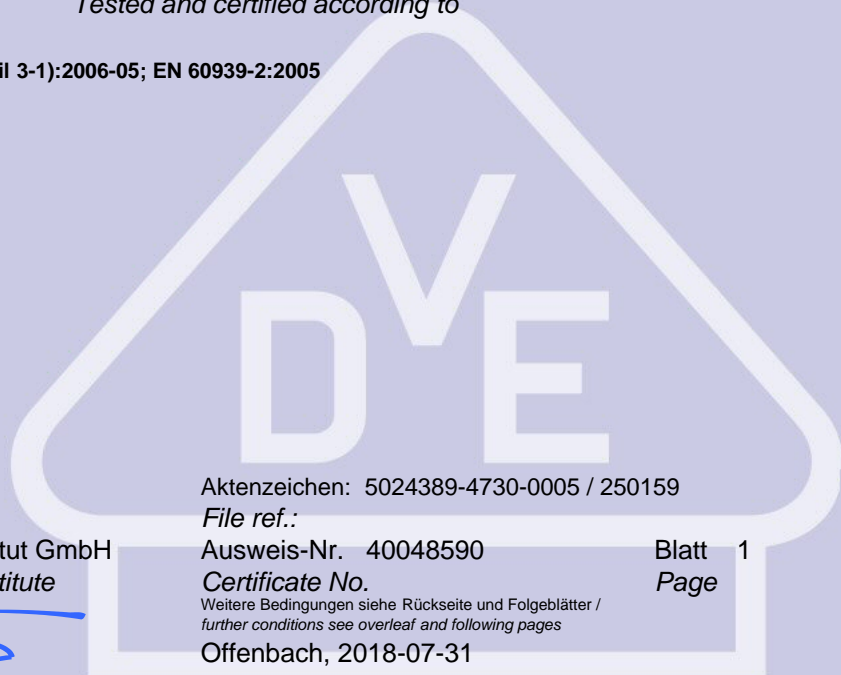 Tested and certified according to
il 3-1):2006-05; EN 60939-2:2005
DVE
Aktenzeichen: 5024389-4730-0005 / 250159
File ref.:
tut GmbH Ausweis-Nr. 40048590 Blatt 1
titute Certificate No. Page
Weitere Bedingungen siehe Rückseite und Folgeblätter /
further conditions see overleaf and following pages
Offenbach, 2018-07-31